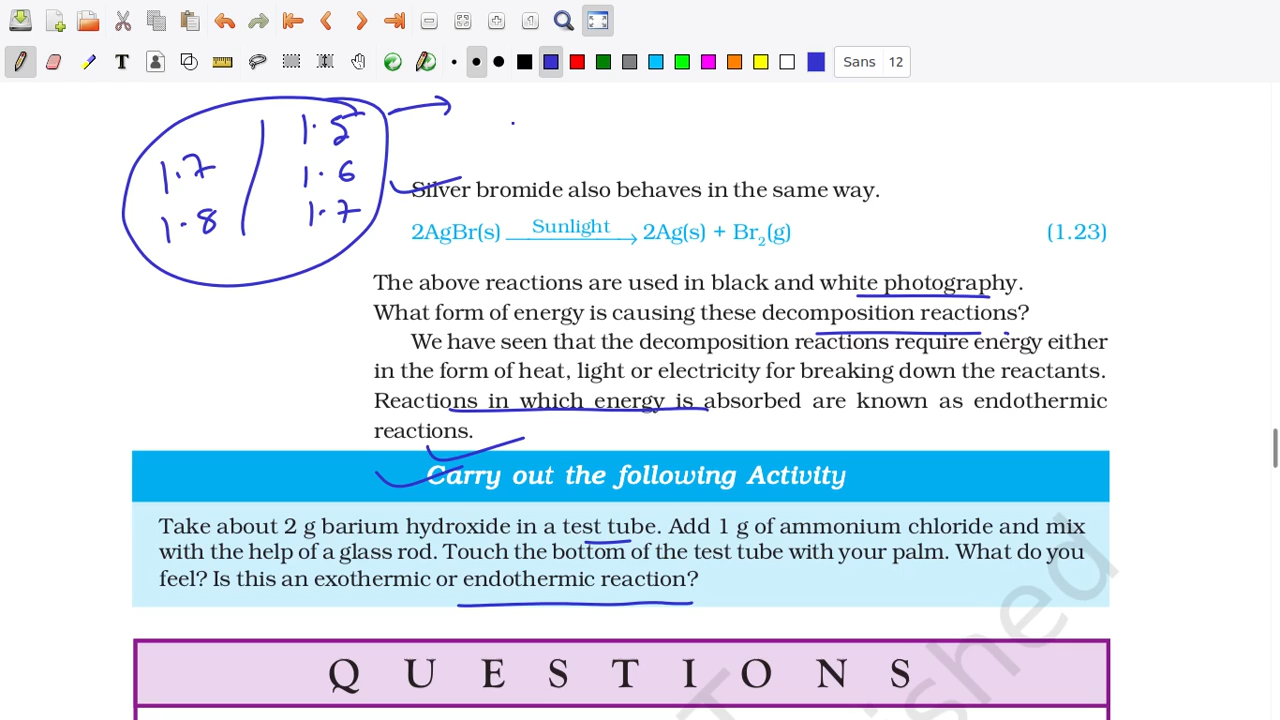 Sans 12
1.5
1.7 1.6
1.8 1.7
Silver bromide also behaves in the same way.
2AgBr(s) —Sunlight→ 2Ag(s) + Br₂(g) (1.23)
The above reactions are used in black and white photography.
What form of energy is causing these decomposition reactions?
We have seen that the decomposition reactions require energy either
in the form of heat, light or electricity for breaking down the reactants.
Reactions in which energy is absorbed are known as endothermic
reactions.
Carry out the following Activity
Take about 2 g barium hydroxide in a test tube. Add 1 g of ammonium chloride and mix
with the help of a glass rod. Touch the bottom of the test tube with your palm. What do you
feel? Is this an exothermic or endothermic reaction?
QUESTIONS